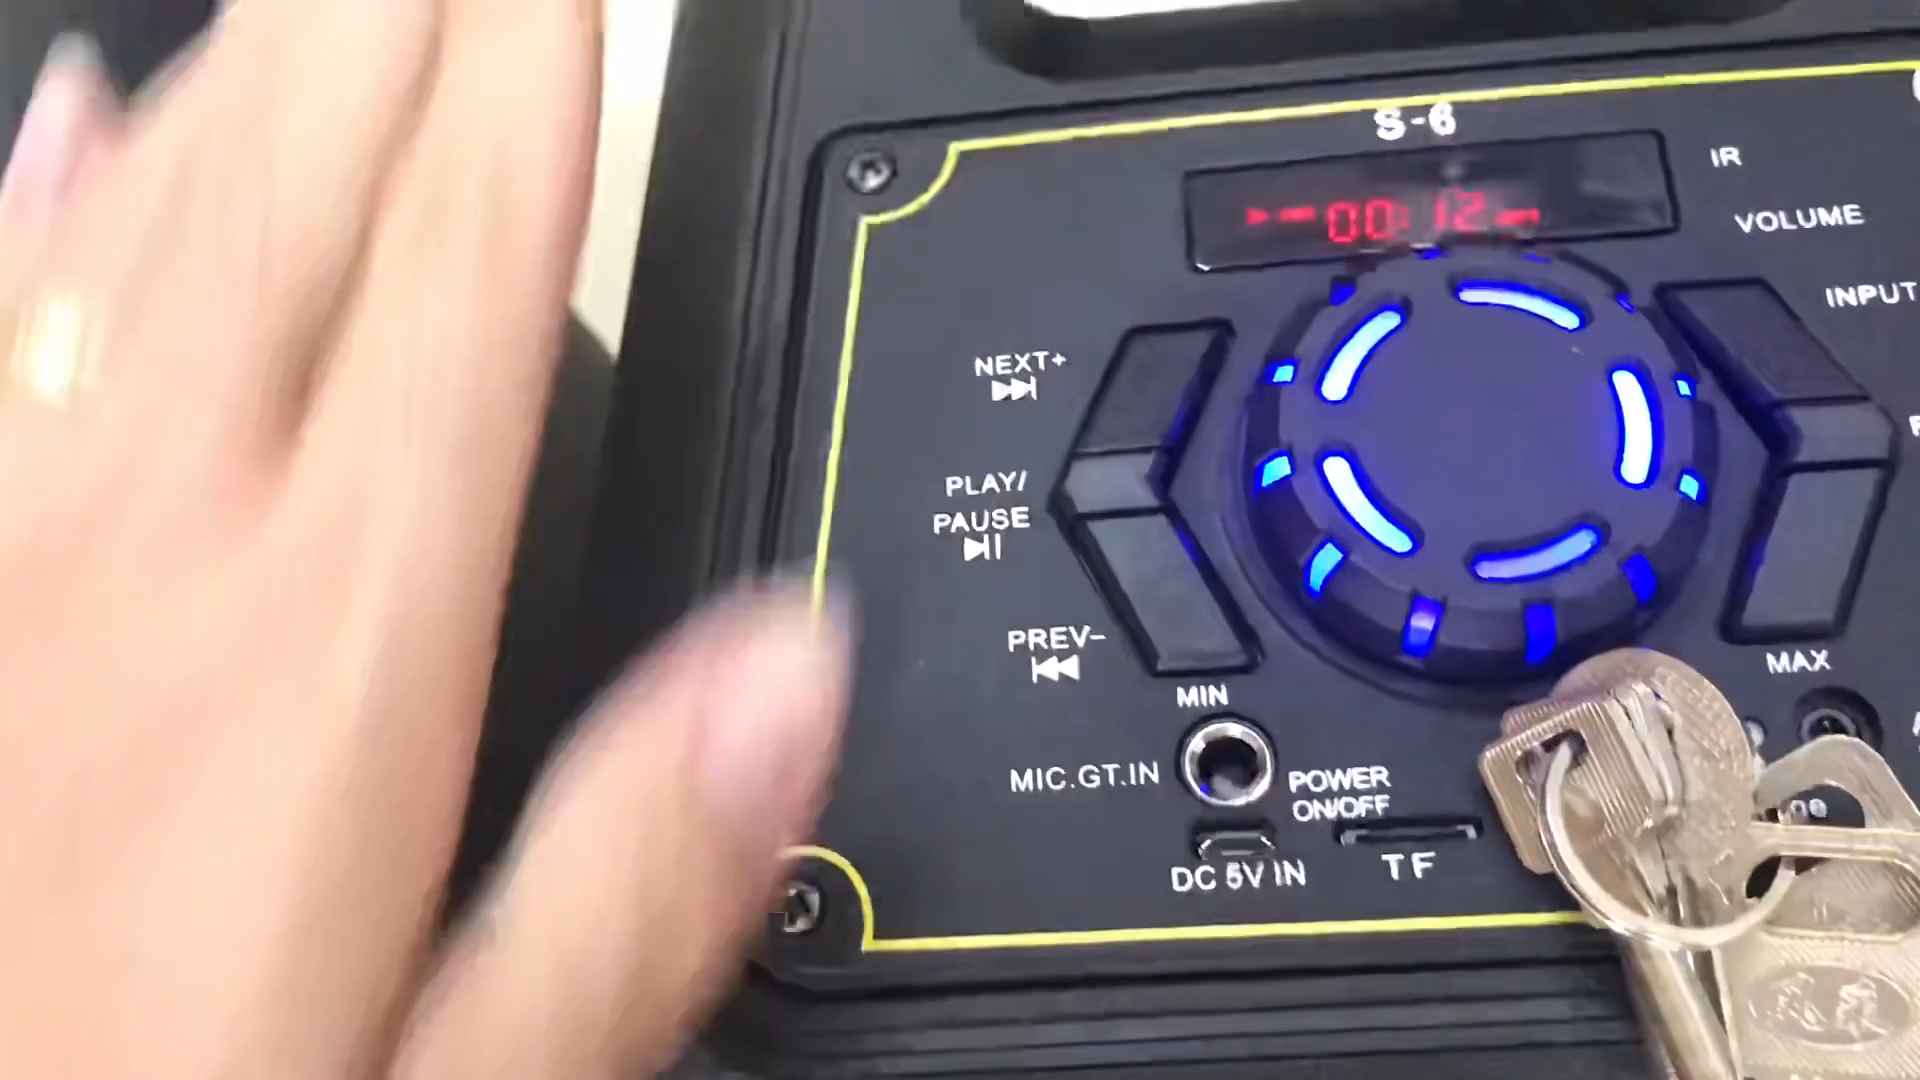 S-6
IR
00:12
VOLUME
INPUT
NEXT+
PLAY/
PAUSE
PREV-
MAX
MIN
MIC.GT.IN
POWER
ON/OFF
TF
DC 5V IN